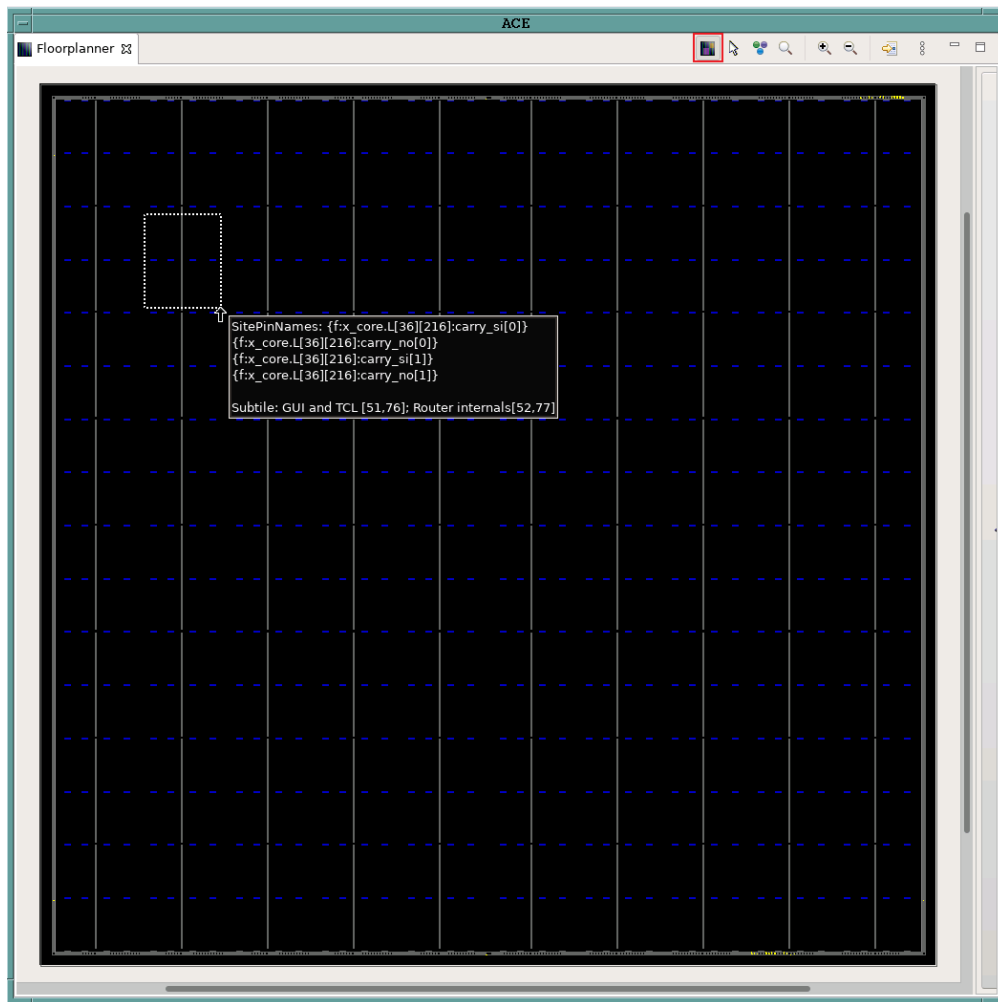 ACE
Floorplanner
SitePinNames: {f:x_core.L[36][216]:carry_si[0]}
{f:x_core.L[36][216]:carry_no[0]}
{f:x_core.L[36][216]:carry_si[1]}
{f:x_core.L[36][216]:carry_no[1]}
Subtile: GUI and TCL [51,76]; Router internals[52,77]